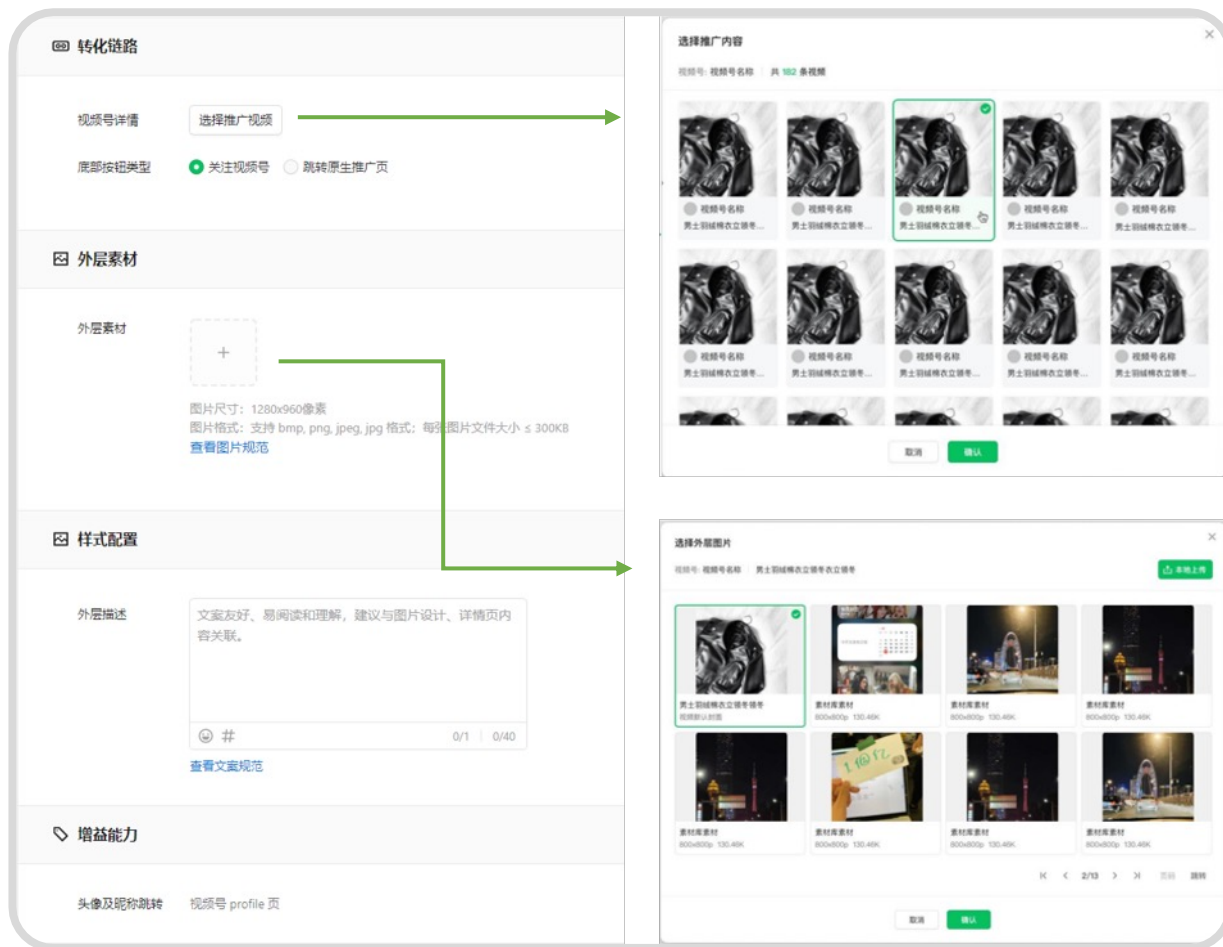 转化链路
视频号详情 选择推广视频
底部按钮类型 关注视频号 跳转原生推广页
外层素材
外层素材
+
图片尺寸：1280x960像素
图片格式：支持 bmp, png, jpeg, jpg 格式；每张图片文件大小 ≤ 300KB
查看图片规范
样式配置
外层描述 文案友好、易阅读和理解，建议与图片设计、详情页内
容关联。
# 0/1 0/40
查看文案规范
增益能力
头像及昵称跳转 视频号 profile 页
选择推广内容
视频号: 视频号名称 共 182 条视频
视频号名称 视频号名称 视频号名称 视频号名称 视频号名称
男士羽绒棉衣立领冬... 男士羽绒棉衣立领冬... 男士羽绒棉衣立领冬... 男士羽绒棉衣立领冬... 男士羽绒棉衣立领冬...
视频号名称 视频号名称 视频号名称 视频号名称 视频号名称
男士羽绒棉衣立领冬... 男士羽绒棉衣立领冬... 男士羽绒棉衣立领冬... 男士羽绒棉衣立领冬... 男士羽绒棉衣立领冬...
取消 确认
选择外层图片
视频号: 视频号名称 男士羽绒棉衣立领冬衣立领冬
本地上传
男士羽绒棉衣立领冬领冬 素材库素材 素材库素材 素材库素材
视频默认封面 800x800p 130.46K 800x800p 130.46K 800x800p 130.46K
1個亿
素材库素材 素材库素材 素材库素材 素材库素材
800x800p 130.46K 800x800p 130.46K 800x800p 130.46K 800x800p 130.46K
2/13 页码 跳转
取消 确认